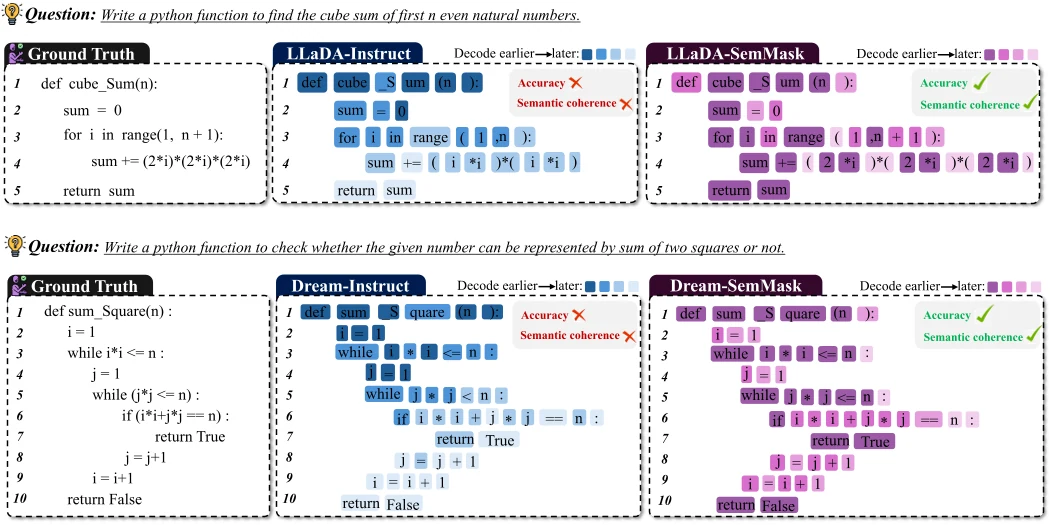 Question: Write a python function to find the cube sum of first n even natural numbers.
Ground Truth
1 def cube_Sum(n):
2 sum = 0
3 for i in range(1, n + 1):
4 sum += (2*i)*(2*i)*(2*i)
5 return sum
LLaDA-Instruct
Decode earlier→later:
1 def cube _S um (n ):
2 sum = 0
3 for i in range ( 1 ,n ):
4 sum += ( i *i )*( i *i )
5 return sum
Accuracy ✗
Semantic coherence ✗
LLaDA-SemMask
Decode earlier→later:
1 def cube _S um (n ):
2 sum = 0
3 for i in range ( 1 ,n + 1 ):
4 sum += ( 2 *i )*( 2 *i )*( 2 *i )
5 return sum
Accuracy ✓
Semantic coherence ✓
Question: Write a python function to check whether the given number can be represented by sum of two squares or not.
Ground Truth
1 def sum_Square(n) :
2 i = 1
3 while i*i <= n :
4 j = 1
5 while (j*j <= n) :
6 if (i*i+j*j == n) :
7 return True
8 j = j+1
9 i = i+1
10 return False
Dream-Instruct
Decode earlier→later:
1 def sum _S quare (n ):
2 i = 1
3 while i * i <= n :
4 j = 1
5 while j * j < n :
6 if i * i + j * j == n :
7 return True
8 j = j + 1
9 i = i + 1
10 return False
Accuracy ✗
Semantic coherence ✗
Dream-SemMask
Decode earlier→later:
1 def sum _S quare (n ):
2 i = 1
3 while i * i <= n :
4 j = 1
5 while j * j <= n :
6 if i * i + j * j == n :
7 return True
8 j = j + 1
9 i = i + 1
10 return False
Accuracy ✓
Semantic coherence ✓